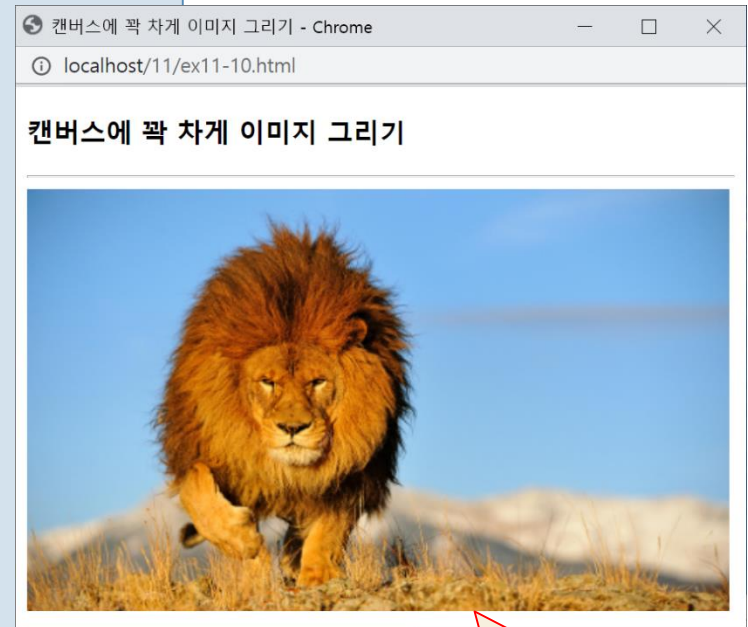 캔버스에 꽉 차게 이미지 그리기 - Chrome
localhost/11/ex11-10.html
캔버스에 꽉 차게 이미지 그리기